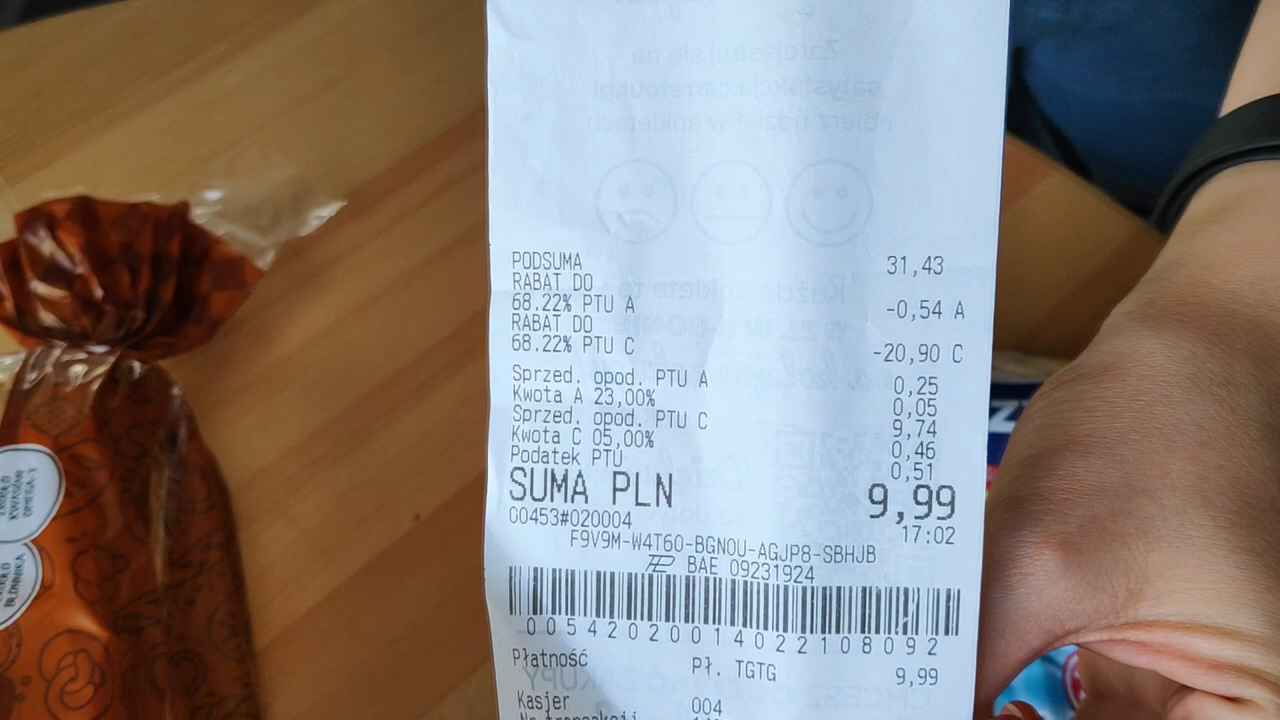 PODSUMA 31,43
RABAT DO
68.22% PTU A -0,54 A
RABAT DO
68.22% PTU C -20,90 C
Sprzed. opod. PTU A 0,25
Kwota A 23,00% 0,05
Sprzed. opod. PTU C 9,74
Kwota C 05,00% 0,46
Podatek PTU 0,51
SUMA PLN 9,99
00453#020004 17:02
F9V9M-W4T60-BGNOU-AGJP8-SBHJB
BAE 09231924
0054202001402210809 2
Płatność Pł. TGTG 9,99
Kasjer 004